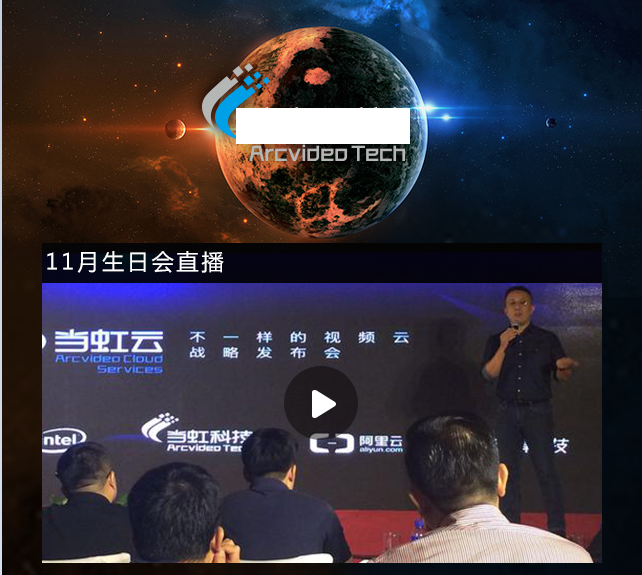 Arcvideo Tech
11月生日会直播
当虹云
Arcvideo Cloud
Services
不一样的视频云
战略发布会
intel
当虹科技
Arcvideo Tech
阿里云
aliyun.com
技